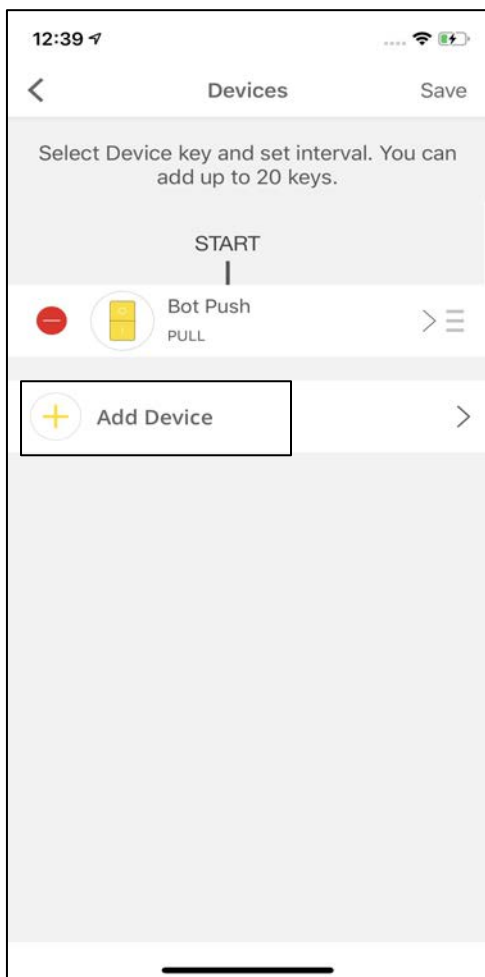 12:39
Devices
Save
Select Device key and set interval. You can
add up to 20 keys.
START
Bot Push
PULL
Add Device